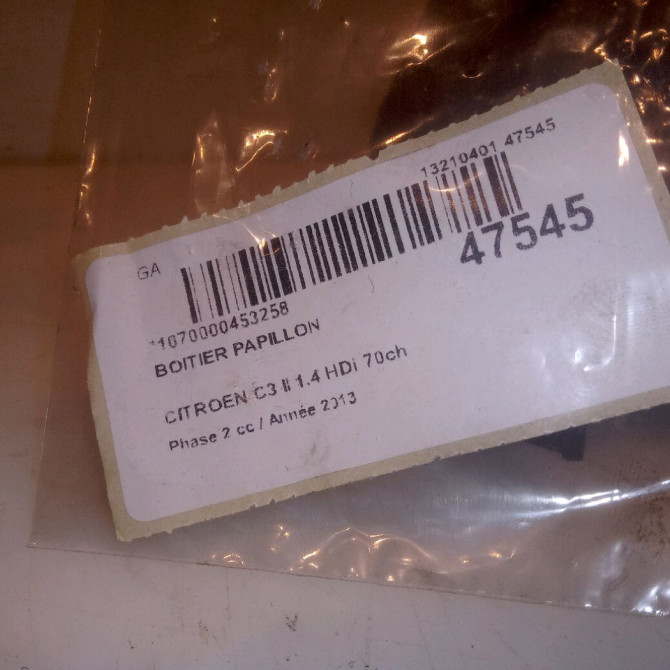 13210401 47545
GA
47545
*1070000453258
BOITIER PAPILLON
CITROEN C3 II 1.4 HDi 70ch
Phase 2 cc / Année 2013